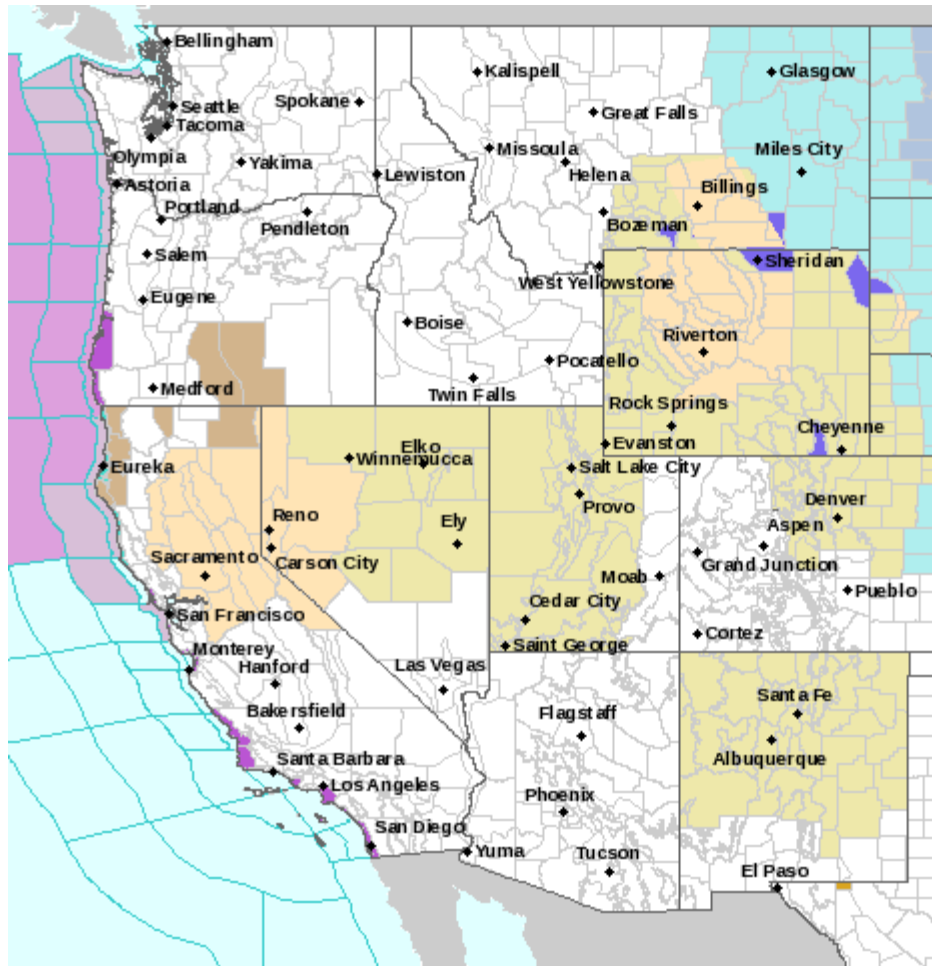 Bellingham
Kalispell
Glasgow
Seattle
Spokane
Great Falls
Tacoma
Olympia
Yakima
Missoula
Miles City
Lewiston
Helena
Astoria
Billings
Portland
Pendleton
Bozeman
Salem
Sheridan
West Yellowstone
Eugene
Boise
Riverton
Pocatello
Medford
Twin Falls
Rock Springs
Cheyenne
Elko
Evanston
Eureka
Winnemucca
Salt Lake City
Provo
Denver
Reno
Ely
Aspen
Sacramento
Carson City
Grand Junction
Moab
Pueblo
San Francisco
Cedar City
Cortez
Monterey
Saint George
Hanford
Las Vegas
Santa Fe
Bakersfield
Flagstaff
Albuquerque
Santa Barbara
Los Angeles
Phoenix
San Diego
Yuma
Tucson
El Paso